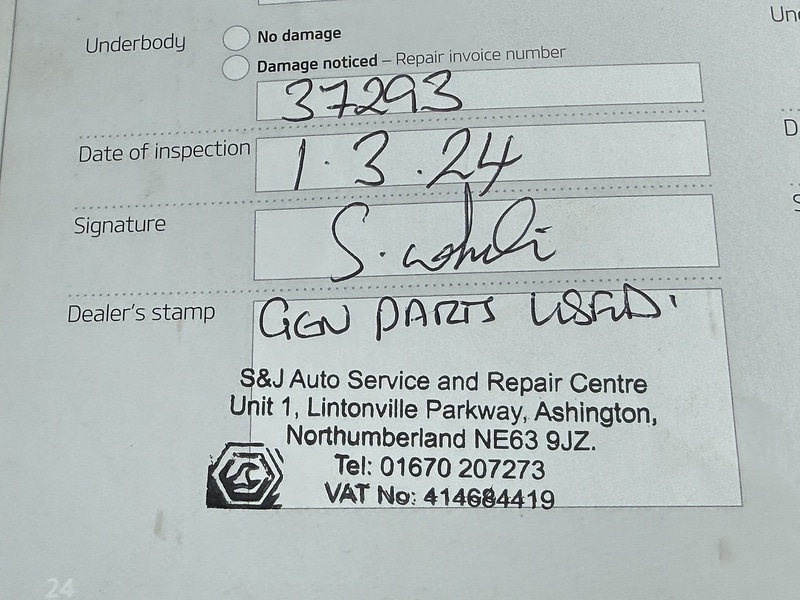 Und
Underbody
No damage
Damage noticed – Repair invoice number
37293
D
Date of inspection
1.3.24
S
Signature
Dealer's stamp
GEN PARTS USED.
S&J Auto Service and Repair Centre
Unit 1, Lintonville Parkway, Ashington,
Northumberland NE63 9JZ.
Tel: 01670 207273
VAT No: 414684419
24